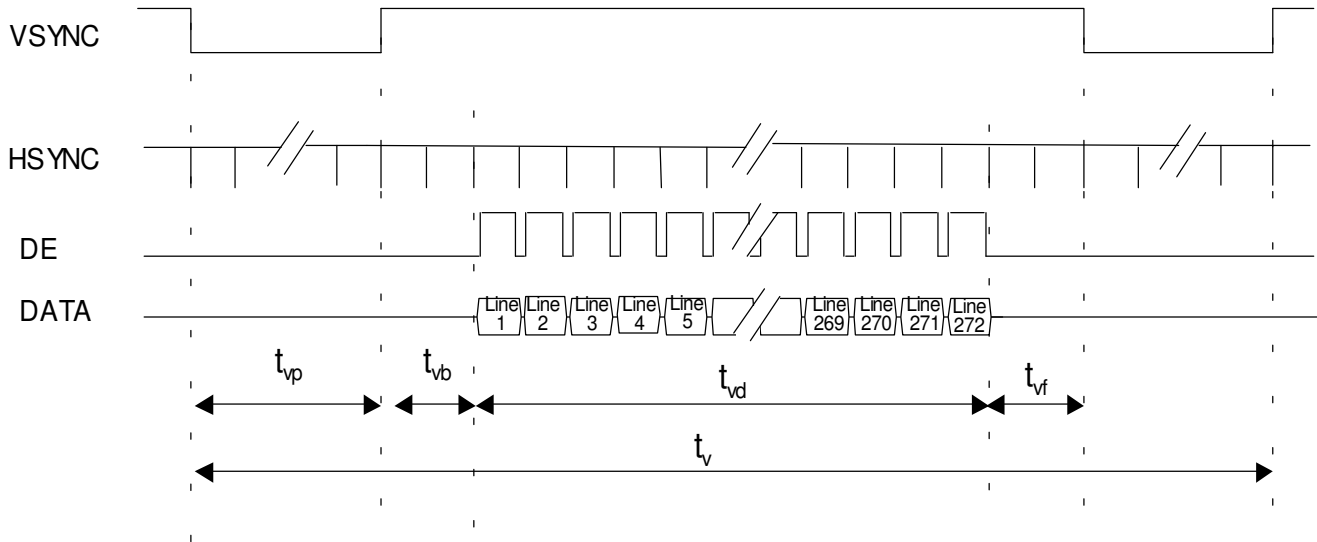 VSYNC
HSYNC
DE
DATA
Line 1
Line 2
Line 3
Line 4
Line 5
Line 269
Line 270
Line 271
Line 272
tvp
tvb
tvd
tvf
tv